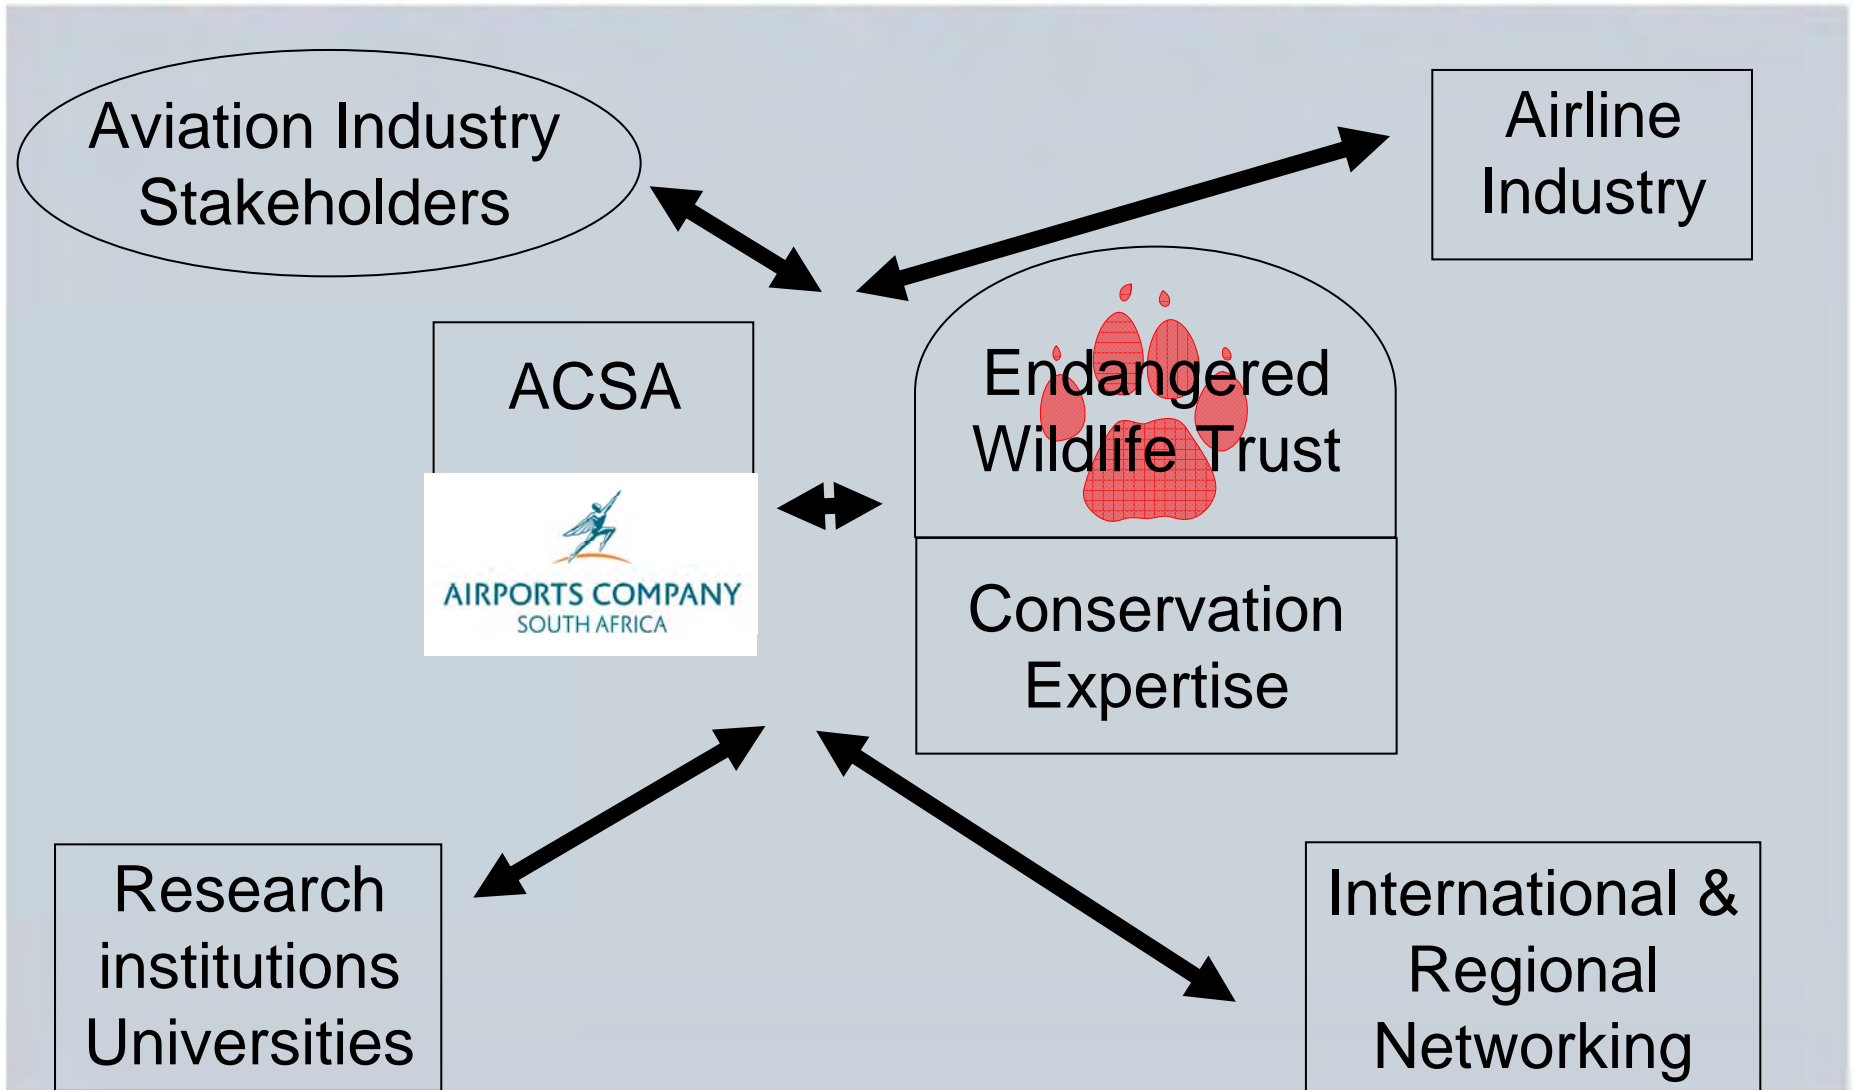 Aviation Industry
Stakeholders
Airline
Industry
ACSA
AIRPORTS COMPANY
SOUTH AFRICA
Endangered
Wildlife Trust
Conservation
Expertise
Research
institutions
Universities
International &
Regional
Networking